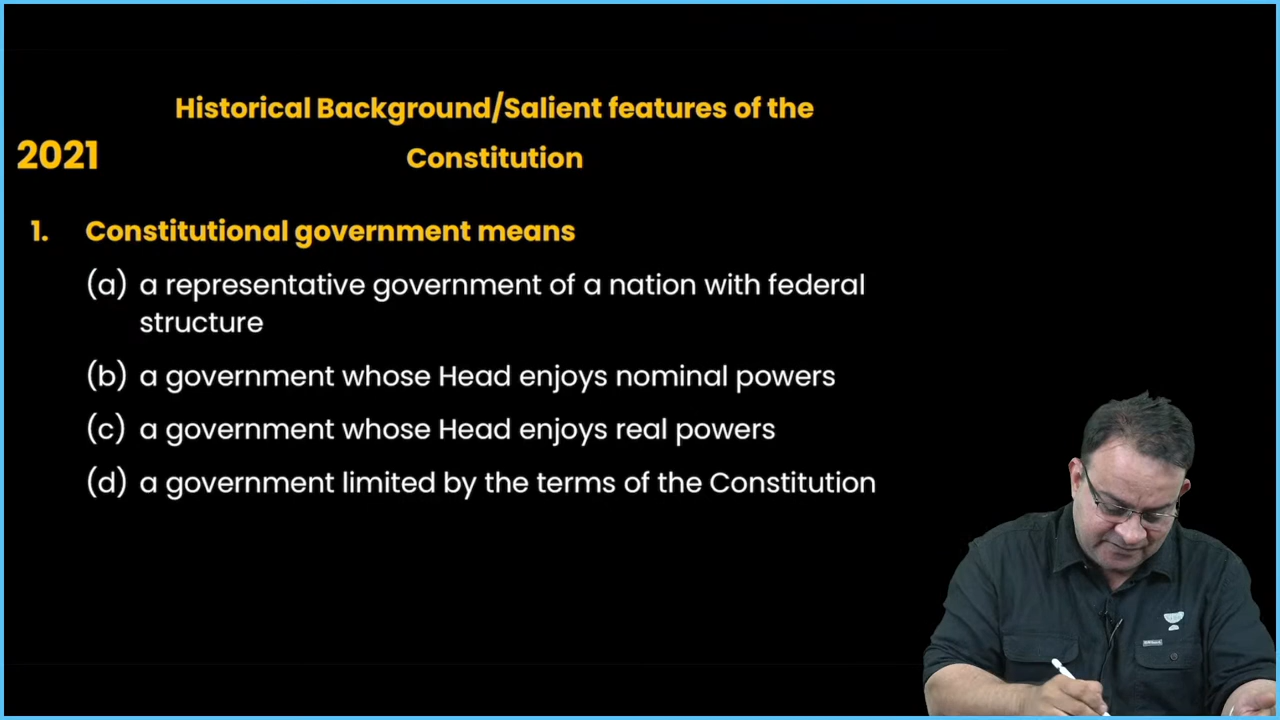 Historical Background/Salient features of the
2021
Constitution
1. Constitutional government means
(a) a representative government of a nation with federal
structure
(b) a government whose Head enjoys nominal powers
(c) a government whose Head enjoys real powers
(d) a government limited by the terms of the Constitution